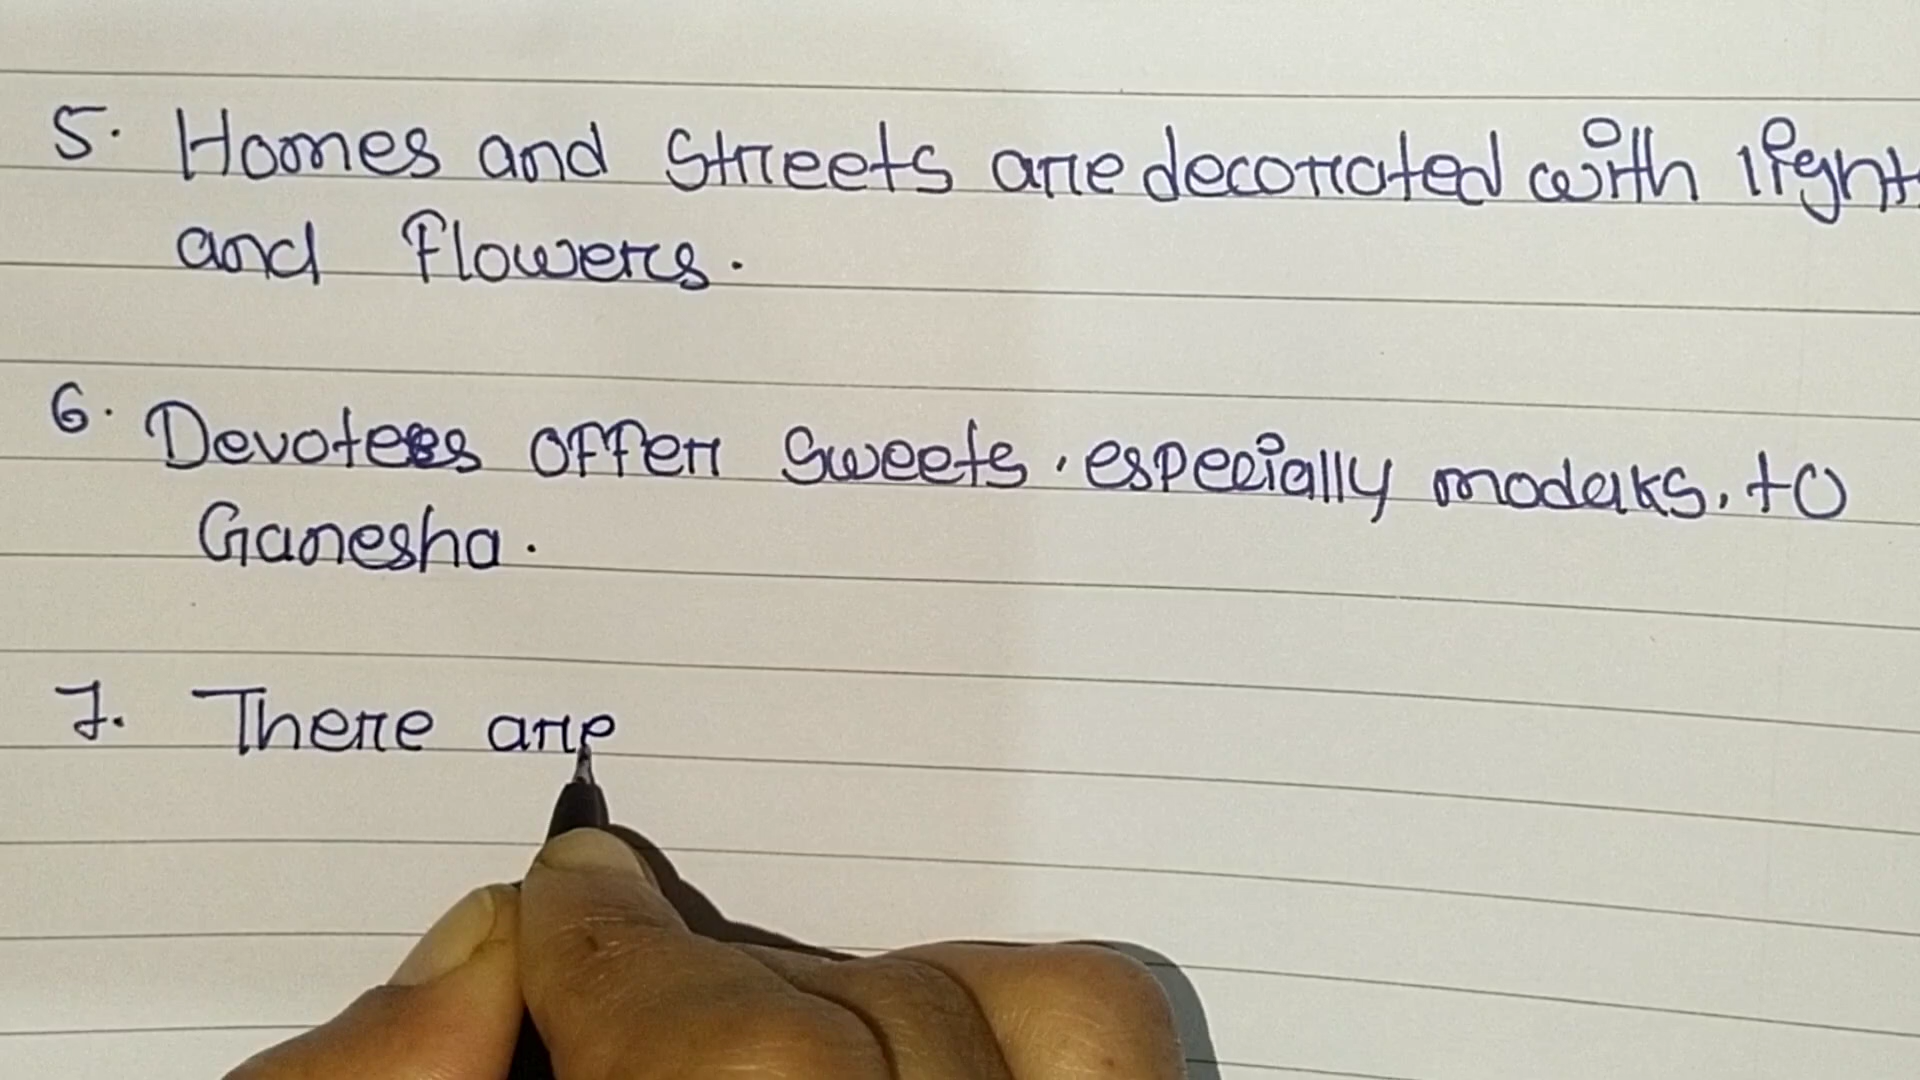 5. Homes and streets are decorated with light
and flowers.
6. Devotees offer sweets, especially modaks, to
Ganesha.
7. There are